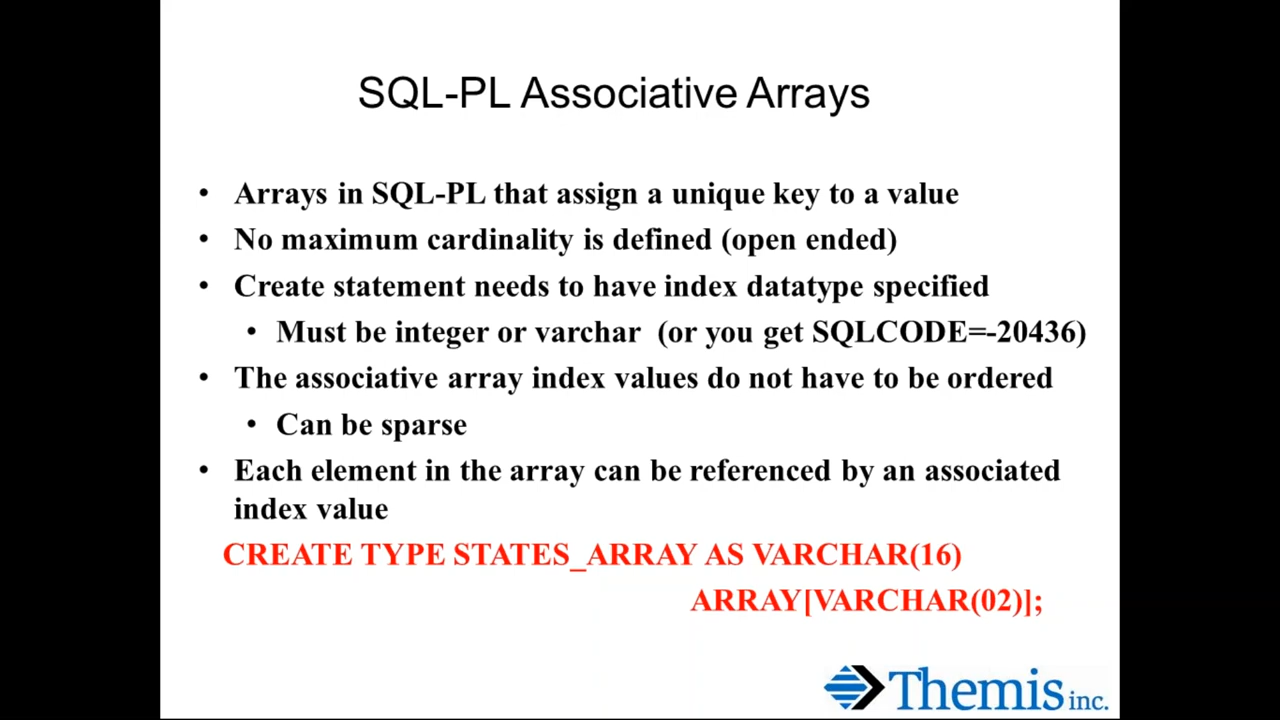 SQL-PL Associative Arrays
• Arrays in SQL-PL that assign a unique key to a value
• No maximum cardinality is defined (open ended)
• Create statement needs to have index datatype specified
• Must be integer or varchar (or you get SQLCODE=-20436)
• The associative array index values do not have to be ordered
• Can be sparse
• Each element in the array can be referenced by an associated
index value
CREATE TYPE STATES_ARRAY AS VARCHAR(16)
ARRAY[VARCHAR(02)];
Themis inc.